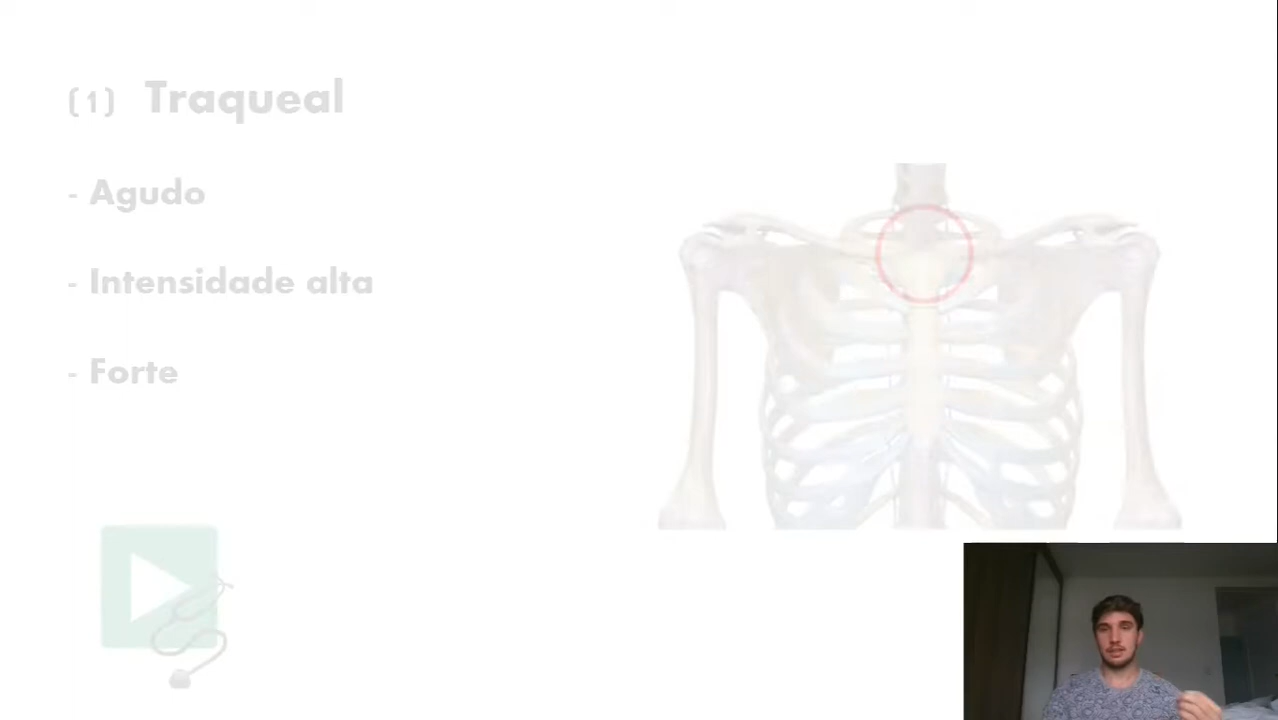 (1) Traqueal
- Agudo
- Intensidade alta
- Forte